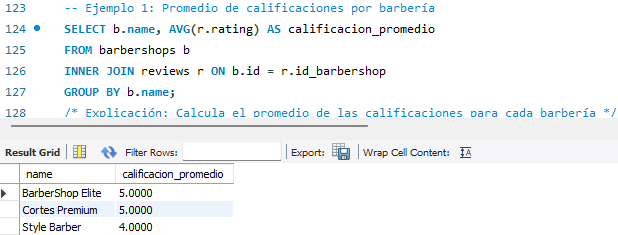 123 -- Ejemplo 1: Promedio de calificaciones por barbería
124 SELECT b.name, AVG(r.rating) AS calificacion_promedio
125 FROM barbershops b
126 INNER JOIN reviews r ON b.id = r.id_barbershop
127 GROUP BY b.name;
128 /* Explicación: Calcula el promedio de las calificaciones para cada barbería */
Result Grid Filter Rows: Export: Wrap Cell Content:
name calificacion_promedio
BarberShop Elite 5.0000
Cortes Premium 5.0000
Style Barber 4.0000